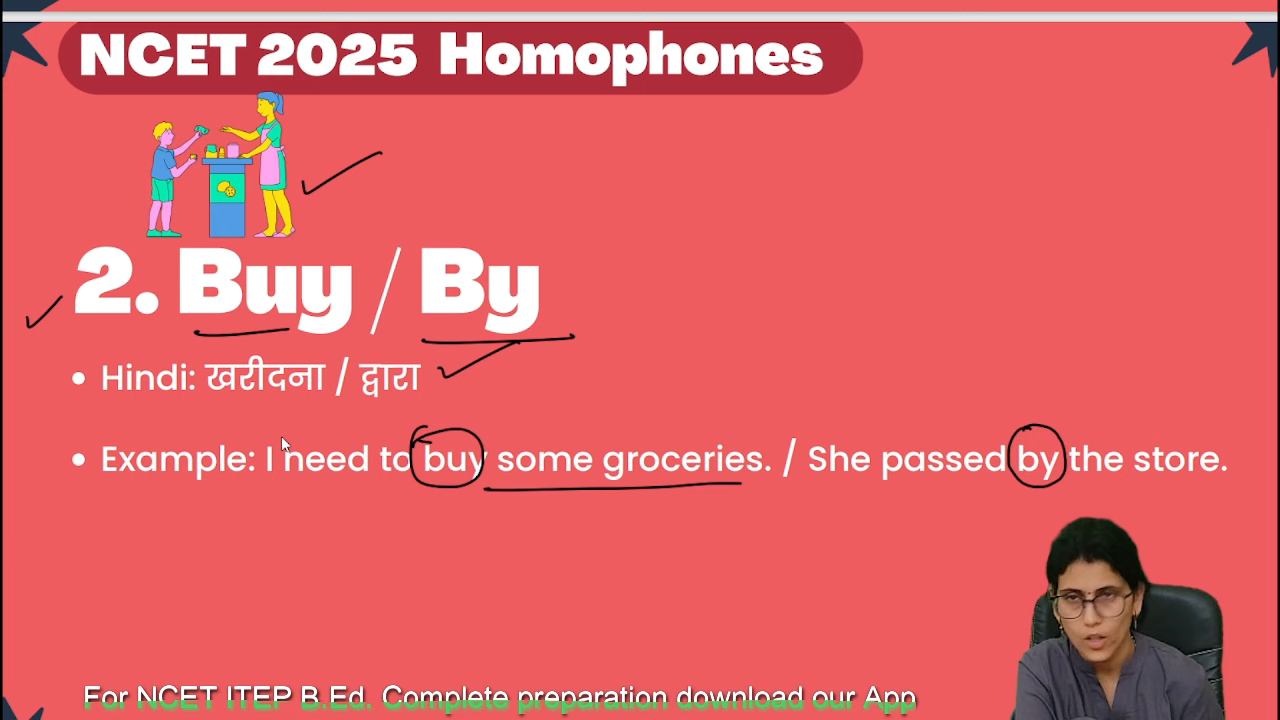 NCET 2025 Homophones
2. Buy / By
• Hindi: खरीदना / द्वारा
• Example: I need to buy some groceries. / She passed by the store.
For NCET ITEP B.Ed. Complete preparation download our App